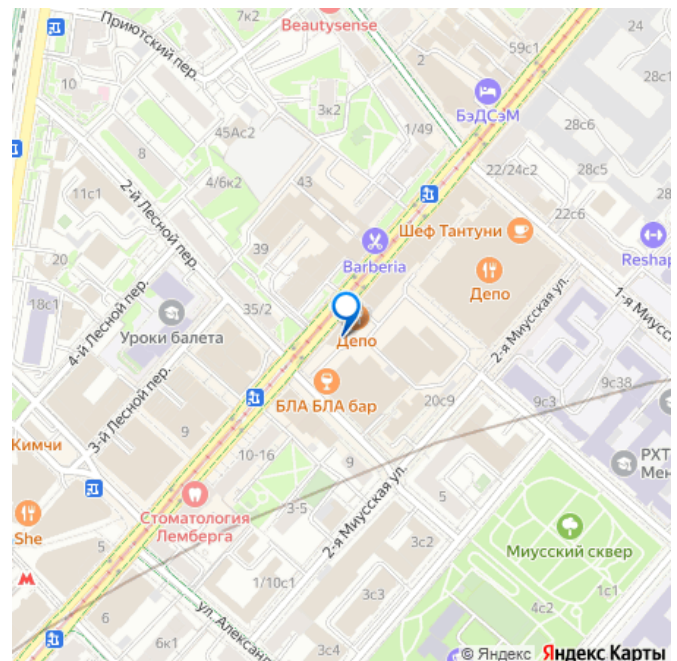 7к2
Beautysense
Приютский пер.
24
59с1
2
28с1
10
3к2
БэДСэМ
28с6
45Ас2
1/49
8
22/24с2
28с5
4/6к2
43
11с1
22с6
2-й Лесной пер.
Шеф Тантуни
Barberia
Reshap
39
20
Депо
18с1
4-й Лесной пер.
35/2
2-я Миусская ул.
1-я Миусск
Уроки балета
Депо
3-й Лесной пер.
БЛА БЛА бар
20с9
9с38
Кимчи
9
10-16
9
РХТ
Мен
5
3-5
2-я Миусская ул.
Стоматология
Лемберга
She
5
3с2
Миусский сквер
М
1/10с1
3с3
1с1
6
ул. Александ
4с2
6к1
3с4
© Яндекс Яндекс Карты